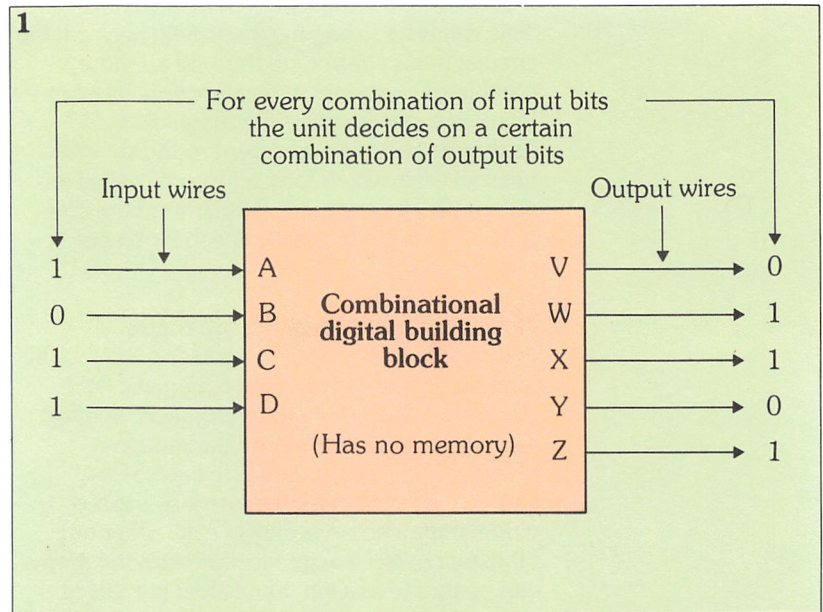 1
For every combination of input bits
the unit decides on a certain
combination of output bits
Input wires
Output wires
1 A V 0
0 B W 1
1 C X 1
1 D Y 0
Z 1
Combinational
digital building
block
(Has no memory)